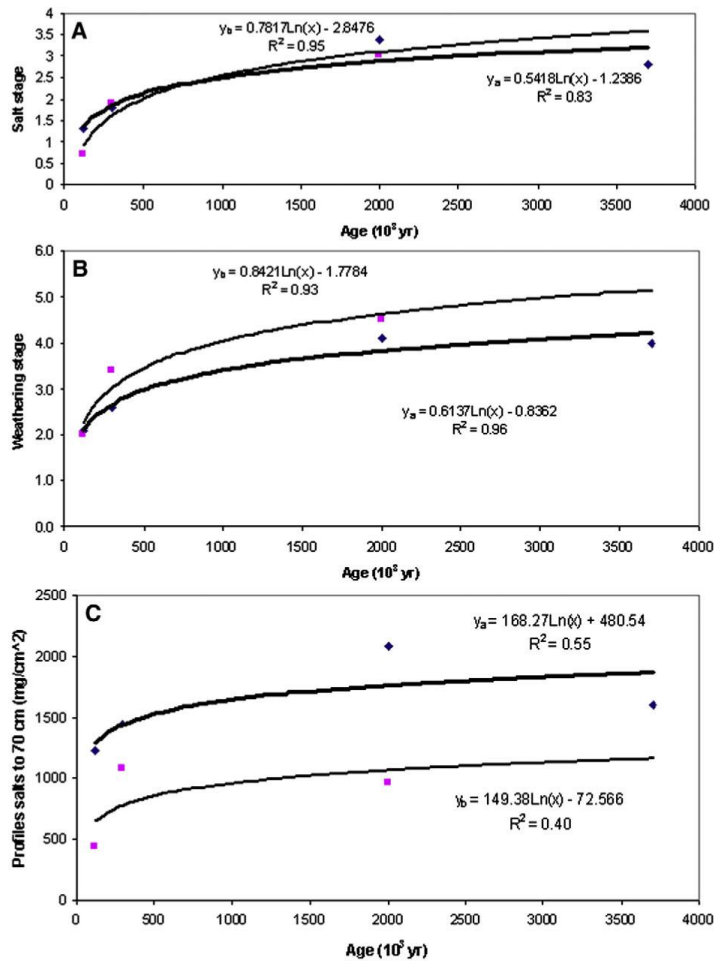 A
4
3.5
3
2.5
2
1.5
1
0.5
0
Salt stage
y_b = 0.7817Ln(x) - 2.8476
R² = 0.95
y_a = 0.5418Ln(x) - 1.2386
R² = 0.83
0 500 1000 1500 2000 2500 3000 3500 4000
Age (10³ yr)
B
6.0
5.0
4.0
3.0
2.0
1.0
0.0
Weathering stage
y_b = 0.8421Ln(x) - 1.7784
R² = 0.93
y_a = 0.6137Ln(x) - 0.8362
R² = 0.96
0 500 1000 1500 2000 2500 3000 3500 4000
Age (10³ yr)
C
2500
2000
1500
1000
500
0
Profiles salts to 70 cm (mg/cm^2)
y_a = 168.27Ln(x) + 480.54
R² = 0.55
y_b = 149.38Ln(x) - 72.566
R² = 0.40
0 500 1000 1500 2000 2500 3000 3500 4000
Age (10³ yr)